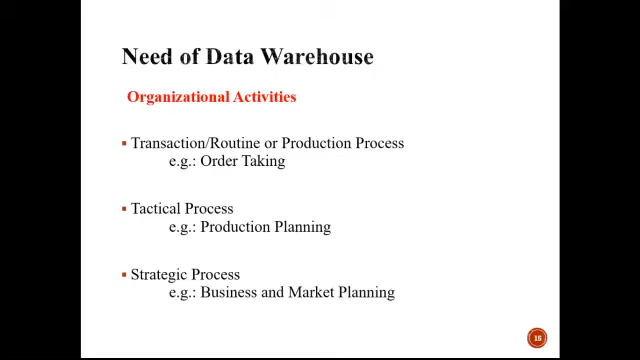 Need of Data Warehouse
Organizational Activities
▪ Transaction/Routine or Production Process
e.g.: Order Taking
▪ Tactical Process
e.g.: Production Planning
▪ Strategic Process
e.g.: Business and Market Planning
15